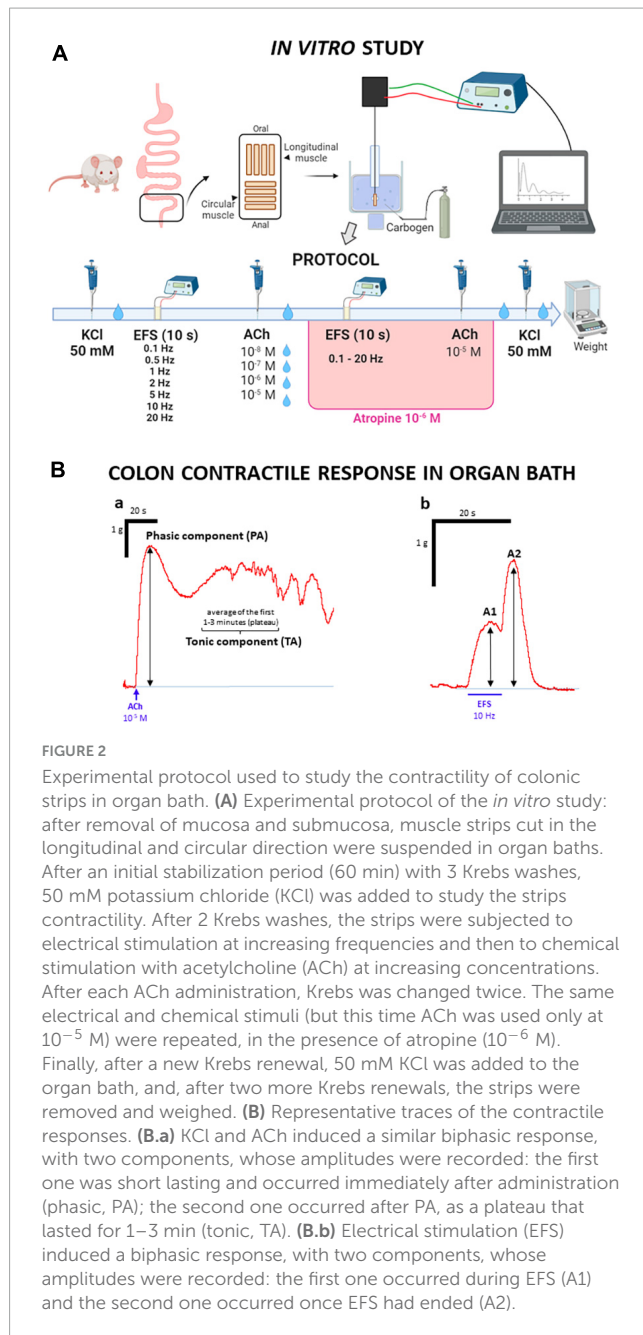 A
IN VITRO STUDY
Oral
Longitudinal
muscle
Circular
muscle
Anal
Carbogen
PROTOCOL
KCl
50 mM
EFS (10 s)
0.1 Hz
0.5 Hz
1 Hz
2 Hz
5 Hz
10 Hz
20 Hz
ACh
10⁻⁸ M
10⁻⁷ M
10⁻⁶ M
10⁻⁵ M
EFS (10 s)
0.1 - 20 Hz
ACh
10⁻⁵ M
Atropine 10⁻⁶ M
KCl
50 mM
Weight
B
COLON CONTRACTILE RESPONSE IN ORGAN BATH
a
20 s
1 g
Phasic component (PA)
average of the first
1-3 minutes (plateau)
Tonic component (TA)
ACh
10⁻⁵ M
b
20 s
1 g
A1
A2
EFS
10 Hz
FIGURE 2
Experimental protocol used to study the contractility of colonic
strips in organ bath. (A) Experimental protocol of the in vitro study:
after removal of mucosa and submucosa, muscle strips cut in the
longitudinal and circular direction were suspended in organ baths.
After an initial stabilization period (60 min) with 3 Krebs washes,
50 mM potassium chloride (KCl) was added to study the strips
contractility. After 2 Krebs washes, the strips were subjected to
electrical stimulation at increasing frequencies and then to chemical
stimulation with acetylcholine (ACh) at increasing concentrations.
After each ACh administration, Krebs was changed twice. The same
electrical and chemical stimuli (but this time ACh was used only at
10⁻⁵ M) were repeated, in the presence of atropine (10⁻⁶ M).
Finally, after a new Krebs renewal, 50 mM KCl was added to the
organ bath, and, after two more Krebs renewals, the strips were
removed and weighed. (B) Representative traces of the contractile
responses. (B.a) KCl and ACh induced a similar biphasic response,
with two components, whose amplitudes were recorded: the first
one was short lasting and occurred immediately after administration
(phasic, PA); the second one occurred after PA, as a plateau that
lasted for 1–3 min (tonic, TA). (B.b) Electrical stimulation (EFS)
induced a biphasic response, with two components, whose
amplitudes were recorded: the first one occurred during EFS (A1)
and the second one occurred once EFS had ended (A2).